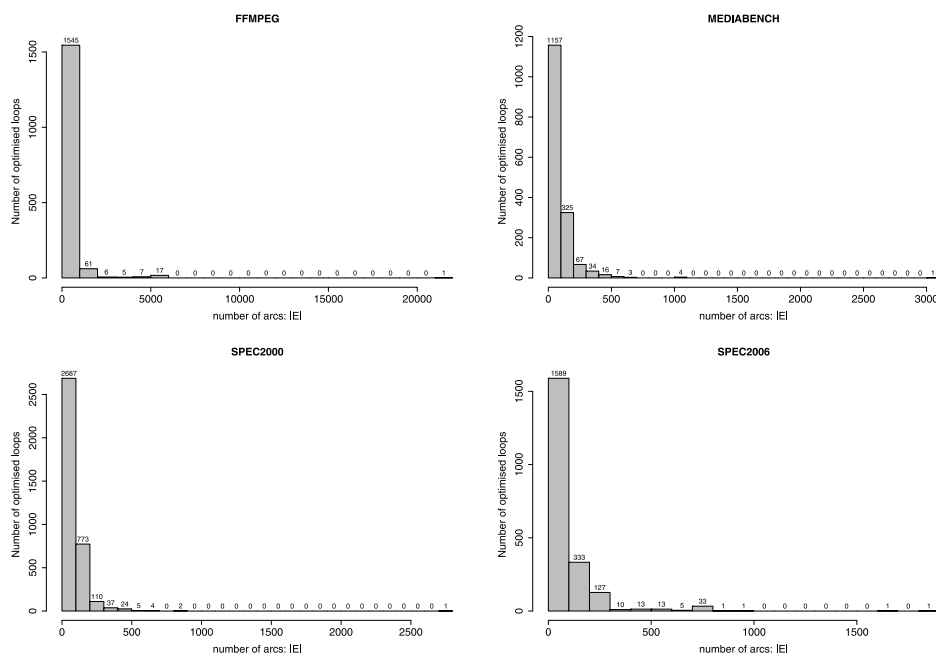 FFMPEG
Number of optimised loops
0 500 1000 1500
1545
61 6 5 7 17 0 0 0 0 0 0 0 0 0 0 0 0 0 0 0 1
0 5000 10000 15000 20000
number of arcs: |E|
MEDIABENCH
Number of optimised loops
0 200 400 600 800 1000 1200
1157
325
67
34
16 7 3 0 0 0 4 0 0 0 0 0 0 0 0 0 0 0 0 0 0 0 0 0 0 0 1
0 500 1000 1500 2000 2500 3000
number of arcs: |E|
SPEC2000
Number of optimised loops
0 500 1000 1500 2000 2500
2687
773
110
37 24 5 4 0 2 0 0 0 0 0 0 0 0 0 0 0 0 0 0 0 0 0 0 1
0 500 1000 1500 2000 2500
number of arcs: |E|
SPEC2006
Number of optimised loops
0 500 1000 1500
1589
333
127
10 13 13 5 33 1 1 0 0 0 0 0 0 1 0 1
0 500 1000 1500
number of arcs: |E|